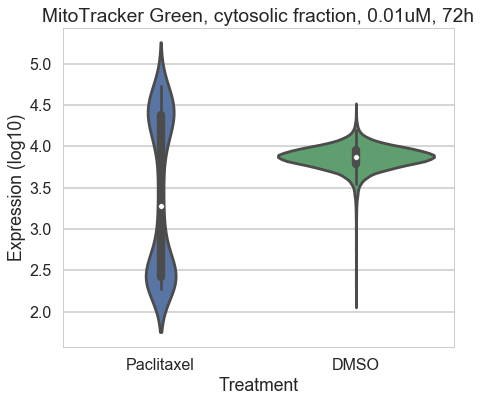 MitoTracker Green, cytosolic fraction, 0.01uM, 72h
Expression (log10)
5.0
4.5
4.0
3.5
3.0
2.5
2.0
Paclitaxel
DMSO
Treatment